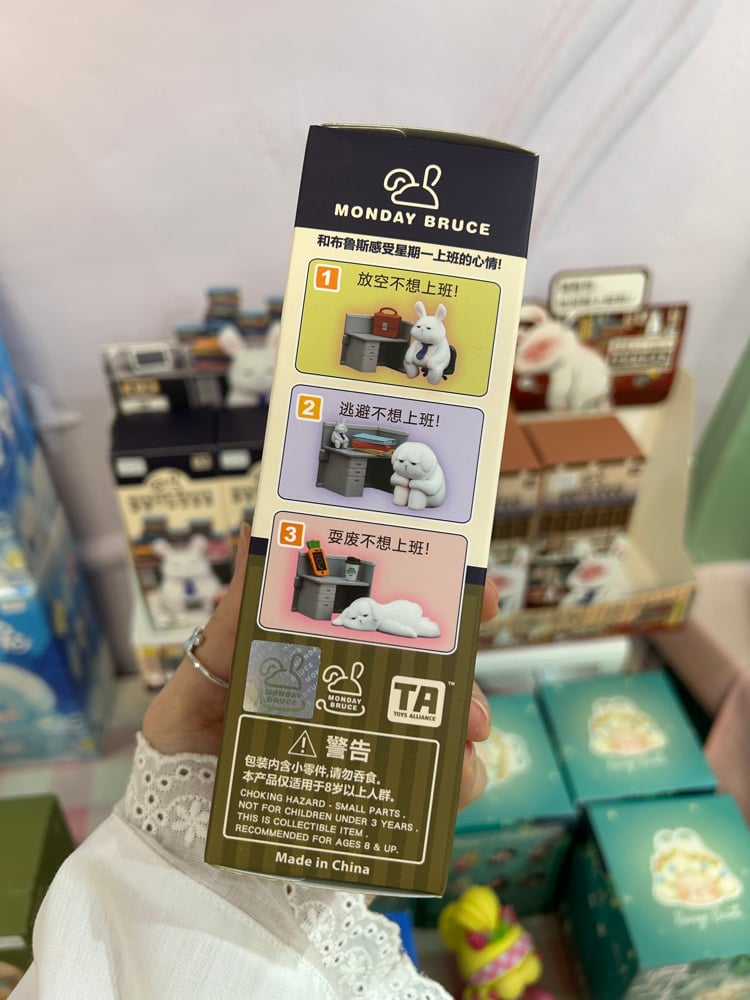 MONDAY BRUCE
和布鲁斯感受星期一上班的心情!
1 放空不想上班!
2 逃避不想上班!
3 耍废不想上班!
MONDAY
BRUCE
MONDAY
BRUCE
TA™
TOYS ALLIANCE
警告
包装内含小零件,请勿吞食。
本产品仅适用于8岁以上人群。
CHOKING HAZARD - SMALL PARTS .
NOT FOR CHILDREN UNDER 3 YEARS .
THIS IS COLLECTIBLE ITEM .
RECOMMENDED FOR AGES 8 & UP.
Made in China